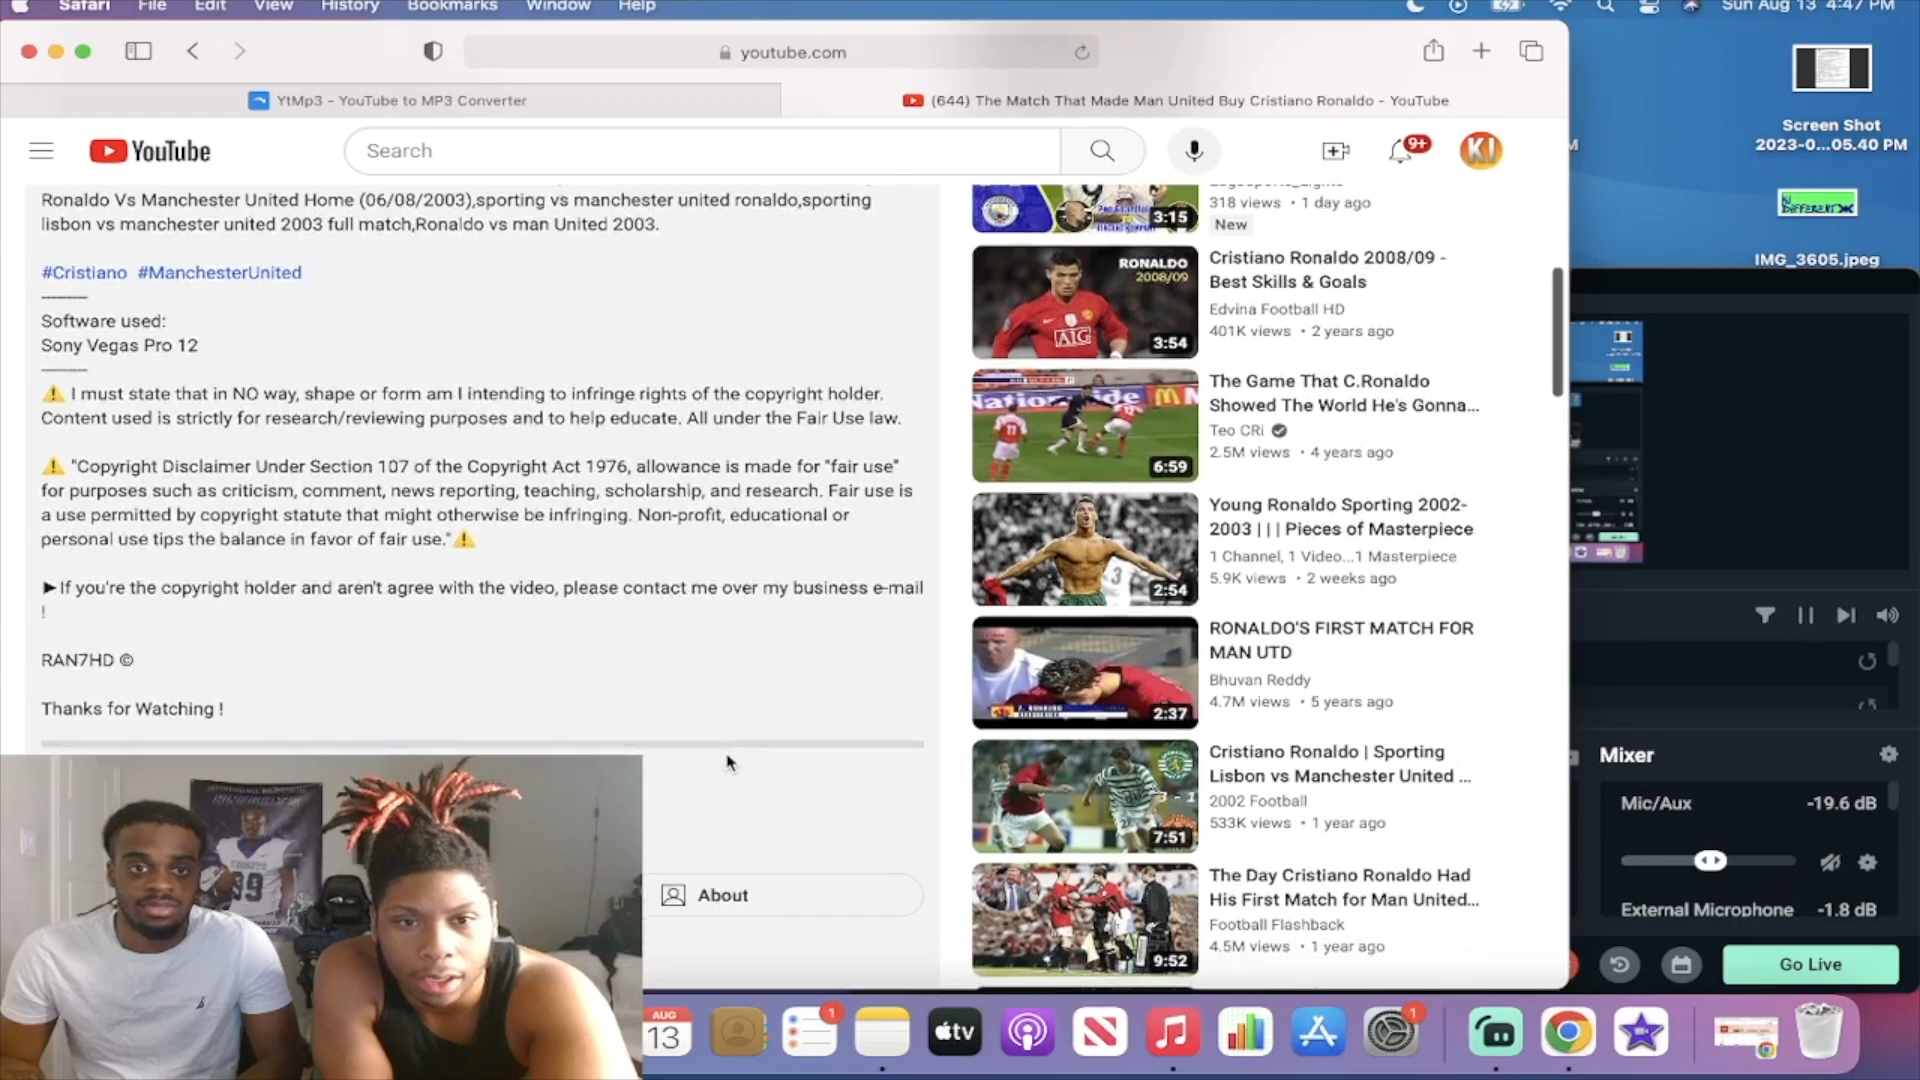 Safari File Edit View History Bookmarks Window Help
Sun Aug 13 4:47 PM
youtube.com
YtMp3 - YouTube to MP3 Converter
(644) The Match That Made Man United Buy Cristiano Ronaldo - YouTube
YouTube
Search
9+
KI
Ronaldo Vs Manchester United Home (06/08/2003),sporting vs manchester united ronaldo,sporting
lisbon vs manchester united 2003 full match,Ronaldo vs man United 2003.
#Cristiano #ManchesterUnited
Software used:
Sony Vegas Pro 12
⚠️ I must state that in NO way, shape or form am I intending to infringe rights of the copyright holder.
Content used is strictly for research/reviewing purposes and to help educate. All under the Fair Use law.
⚠️ "Copyright Disclaimer Under Section 107 of the Copyright Act 1976, allowance is made for "fair use"
for purposes such as criticism, comment, news reporting, teaching, scholarship, and research. Fair use is
a use permitted by copyright statute that might otherwise be infringing. Non-profit, educational or
personal use tips the balance in favor of fair use."⚠️
►If you're the copyright holder and aren't agree with the video, please contact me over my business e-mail
!
RAN7HD ©
Thanks for Watching !
About
3:15
318 views • 1 day ago
New
RONALDO
2008/09
AIG
3:54
Cristiano Ronaldo 2008/09 -
Best Skills & Goals
Edvina Football HD
401K views • 2 years ago
Nationwide
6:59
The Game That C.Ronaldo
Showed The World He's Gonna...
Teo CRi
2.5M views • 4 years ago
2:54
Young Ronaldo Sporting 2002-
2003 | | | Pieces of Masterpiece
1 Channel, 1 Video...1 Masterpiece
5.9K views • 2 weeks ago
2:37
RONALDO'S FIRST MATCH FOR
MAN UTD
Bhuvan Reddy
4.7M views • 5 years ago
3 - 1
7:51
Cristiano Ronaldo | Sporting
Lisbon vs Manchester United ...
2002 Football
533K views • 1 year ago
9:52
The Day Cristiano Ronaldo Had
His First Match for Man United...
Football Flashback
4.5M views • 1 year ago
Screen Shot
2023-0...05.40 PM
DIFFERENT
IMG_3605.jpeg
Mixer
Mic/Aux -19.6 dB
External Microphone -1.8 dB
Go Live
39
AUG
13
1
tv
1